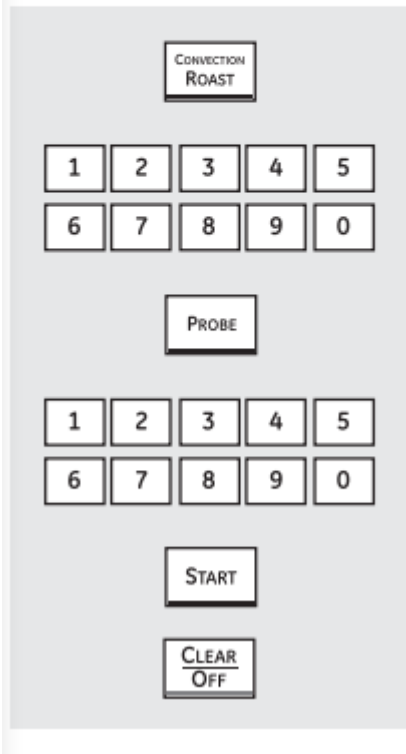 CONVECTION
ROAST
1 2 3 4 5
6 7 8 9 0
PROBE
1 2 3 4 5
6 7 8 9 0
START
CLEAR
OFF